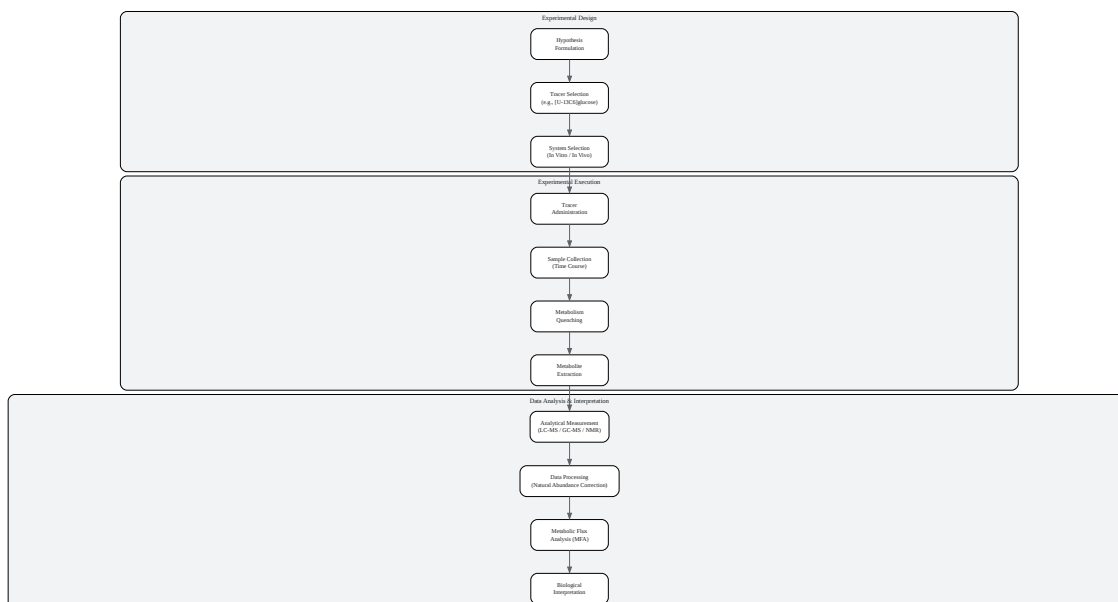 Experimental Design
Hypothesis
Formulation
Tracer Selection
(e.g., [U-13C6]glucose)
System Selection
(In Vitro / In Vivo)
Experimental Execution
Tracer
Administration
Sample Collection
(Time Course)
Metabolism
Quenching
Metabolite
Extraction
Data Analysis & Interpretation
Analytical Measurement
(LC-MS / GC-MS / NMR)
Data Processing
(Natural Abundance Correction)
Metabolic Flux
Analysis (MFA)
Biological
Interpretation